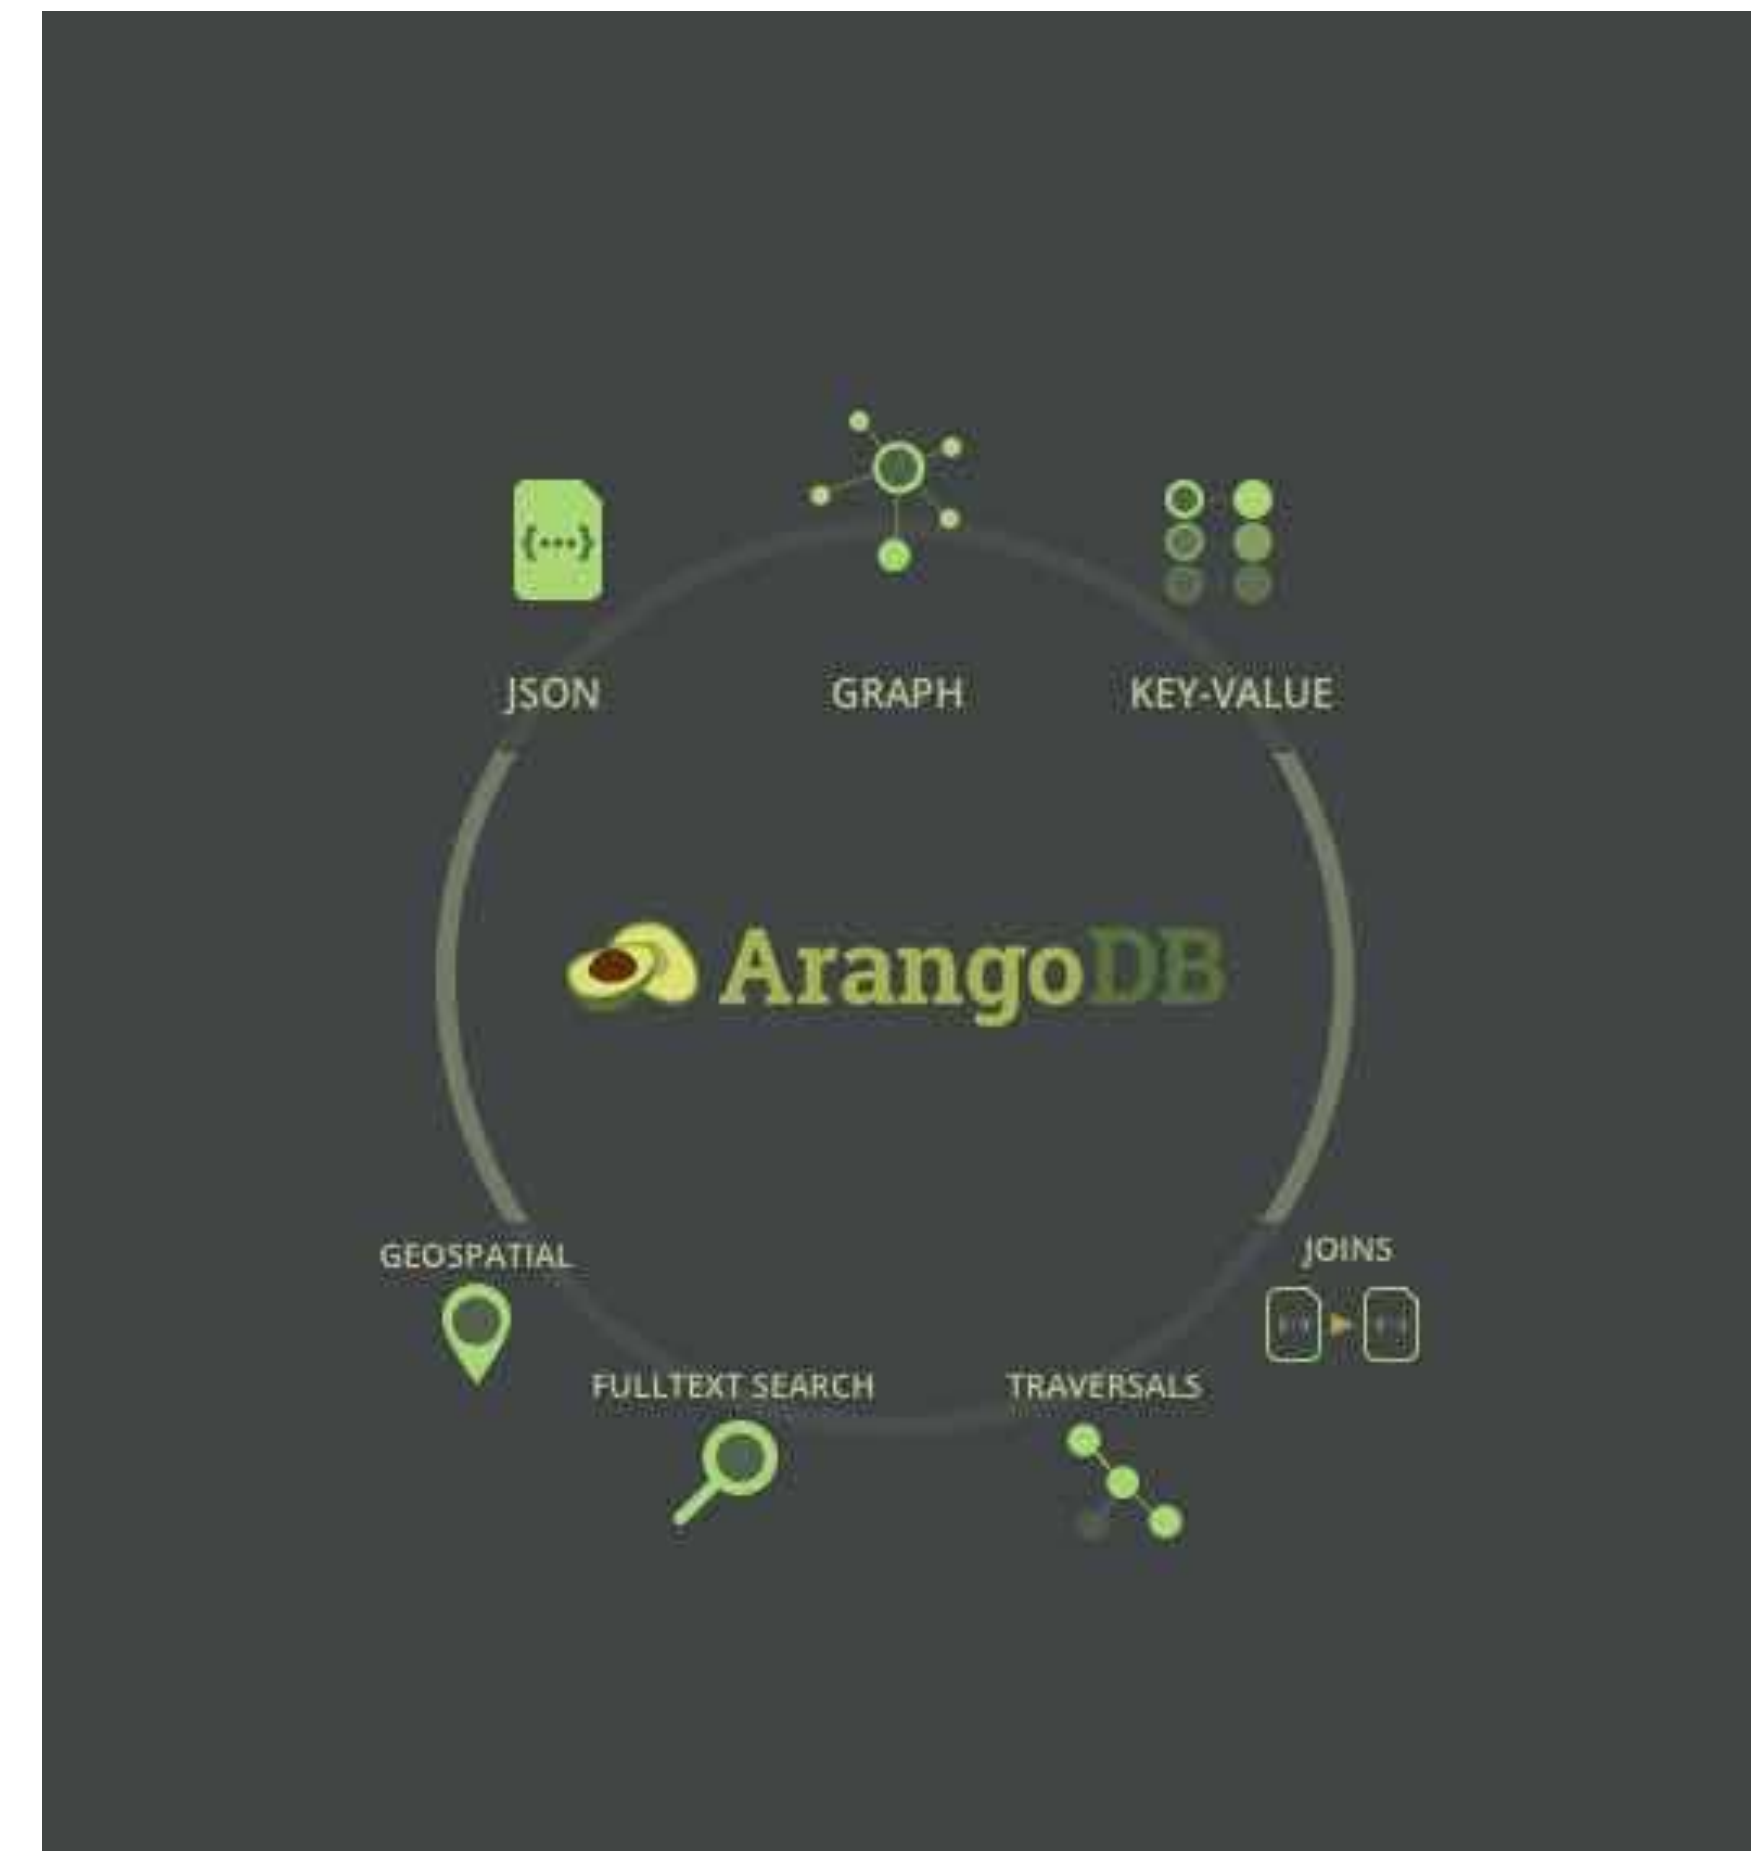 {...}
JSON
GRAPH
KEY-VALUE
ArangoDB
GEOSPATIAL
JOINS
FULLTEXT SEARCH
TRAVERSALS